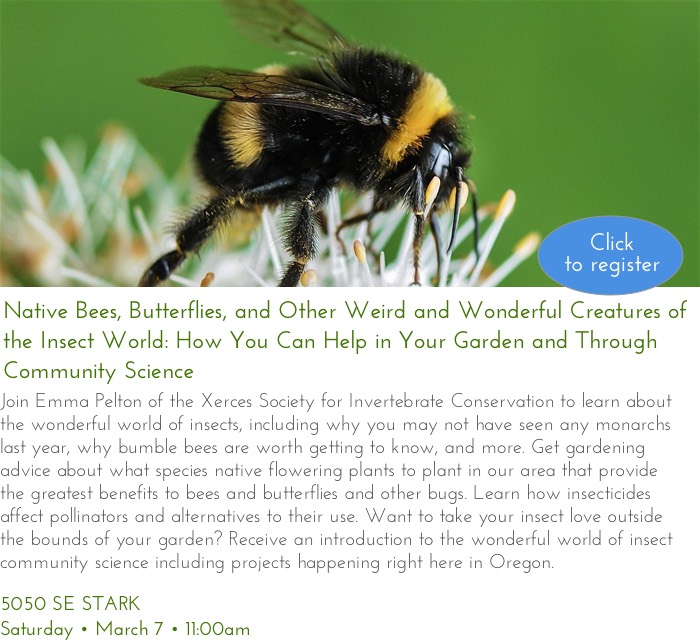 Click
to register
Native Bees, Butterflies, and Other Weird and Wonderful Creatures of
the Insect World: How You Can Help in Your Garden and Through
Community Science
Join Emma Pelton of the Xerces Society for Invertebrate Conservation to learn about
the wonderful world of insects, including why you may not have seen any monarchs
last year, why bumble bees are worth getting to know, and more. Get gardening
advice about what species native flowering plants to plant in our area that provide
the greatest benefits to bees and butterflies and other bugs. Learn how insecticides
affect pollinators and alternatives to their use. Want to take your insect love outside
the bounds of your garden? Receive an introduction to the wonderful world of insect
community science including projects happening right here in Oregon.
5050 SE STARK
Saturday • March 7 • 11:00am